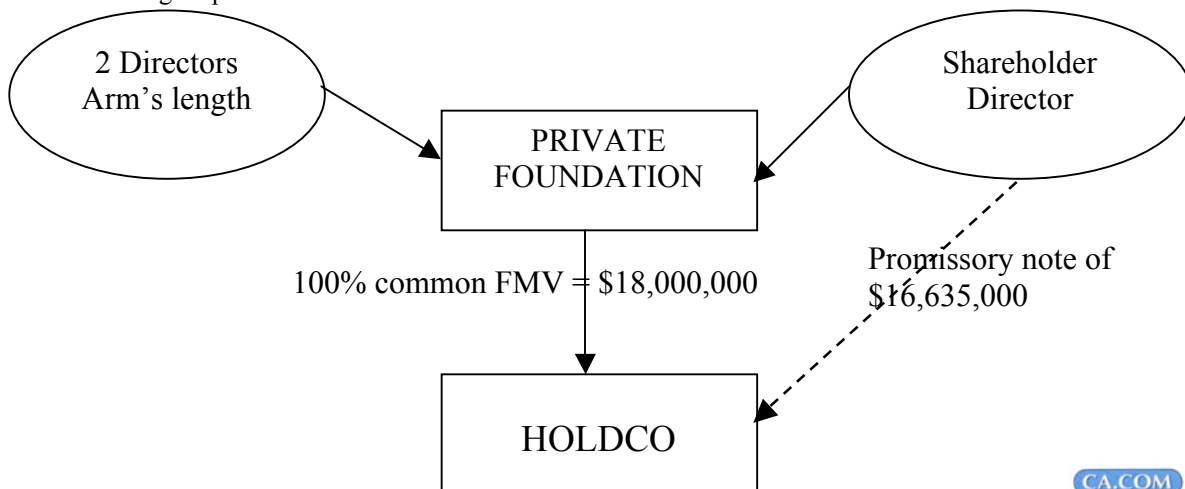 2 Directors
Arm's length
Shareholder
Director
PRIVATE
FOUNDATION
100% common FMV = $18,000,000
Promissory note of
$16,635,000
HOLDCO
CA.COM